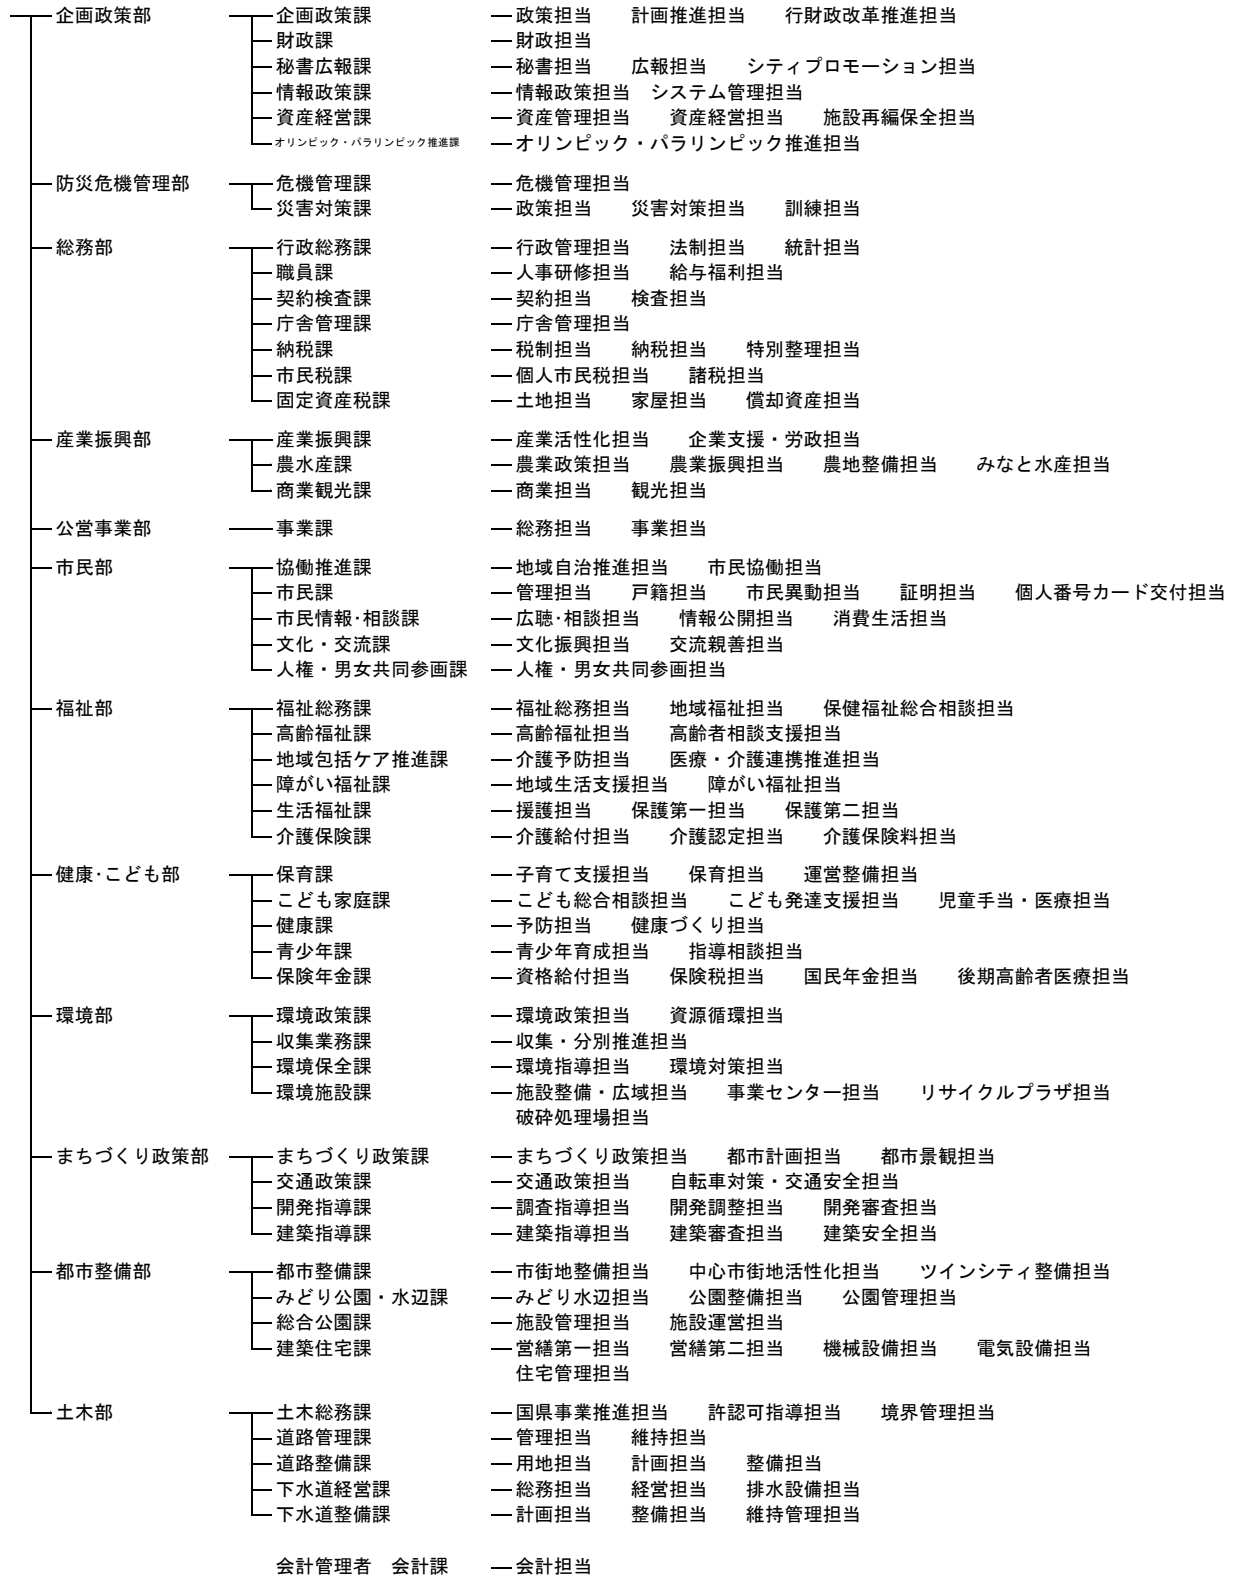 企画政策部 企画政策課 政策担当 計画推進担当 行財政改革推進担当
財政課 財政担当
秘書広報課 秘書担当 広報担当 シティプロモーション担当
情報政策課 情報政策担当 システム管理担当
資産経営課 資産管理担当 資産経営担当 施設再編保全担当
オリンピック・パラリンピック推進課 オリンピック・パラリンピック推進担当
防災危機管理部 危機管理課 危機管理担当
災害対策課 政策担当 災害対策担当 訓練担当
総務部 行政総務課 行政管理担当 法制担当 統計担当
職員課 人事研修担当 給与福利担当
契約検査課 契約担当 検査担当
庁舎管理課 庁舎管理担当
納税課 税制担当 納税担当 特別整理担当
市民税課 個人市民税担当 諸税担当
固定資産税課 土地担当 家屋担当 償却資産担当
産業振興部 産業振興課 産業活性化担当 企業支援・労政担当
農水産課 農業政策担当 農業振興担当 農地整備担当 みなと水産担当
商業観光課 商業担当 観光担当
公営事業部 事業課 総務担当 事業担当
市民部 協働推進課 地域自治推進担当 市民協働担当
市民課 管理担当 戸籍担当 市民異動担当 証明担当 個人番号カード交付担当
市民情報・相談課 広聴・相談担当 情報公開担当 消費生活担当
文化・交流課 文化振興担当 交流親善担当
人権・男女共同参画課 人権・男女共同参画担当
福祉部 福祉総務課 福祉総務担当 地域福祉担当 保健福祉総合相談担当
高齢福祉課 高齢福祉担当 高齢者相談支援担当
地域包括ケア推進課 介護予防担当 医療・介護連携推進担当
障がい福祉課 地域生活支援担当 障がい福祉担当
生活福祉課 援護担当 保護第一担当 保護第二担当
介護保険課 介護給付担当 介護認定担当 介護保険料担当
健康・こども部 保育課 子育て支援担当 保育担当 運営整備担当
こども家庭課 こども総合相談担当 こども発達支援担当 児童手当・医療担当
健康課 予防担当 健康づくり担当
青少年課 青少年育成担当 指導相談担当
保険年金課 資格給付担当 保険税担当 国民年金担当 後期高齢者医療担当
環境部 環境政策課 環境政策担当 資源循環担当
収集業務課 収集・分別推進担当
環境保全課 環境指導担当 環境対策担当
環境施設課 施設整備・広域担当 事業センター担当 リサイクルプラザ担当
破砕処理場担当
まちづくり政策部 まちづくり政策課 まちづくり政策担当 都市計画担当 都市景観担当
交通政策課 交通政策担当 自転車対策・交通安全担当
開発指導課 調査指導担当 開発調整担当 開発審査担当
建築指導課 建築指導担当 建築審査担当 建築安全担当
都市整備部 都市整備課 市街地整備担当 中心市街地活性化担当 ツインシティ整備担当
みどり公園・水辺課 みどり水辺担当 公園整備担当 公園管理担当
総合公園課 施設管理担当 施設運営担当
建築住宅課 営繕第一担当 営繕第二担当 機械設備担当 電気設備担当
住宅管理担当
土木部 土木総務課 国県事業推進担当 許認可指導担当 境界管理担当
道路管理課 管理担当 維持担当
道路整備課 用地担当 計画担当 整備担当
下水道経営課 総務担当 経営担当 排水設備担当
下水道整備課 計画担当 整備担当 維持管理担当
会計管理者 会計課 会計担当